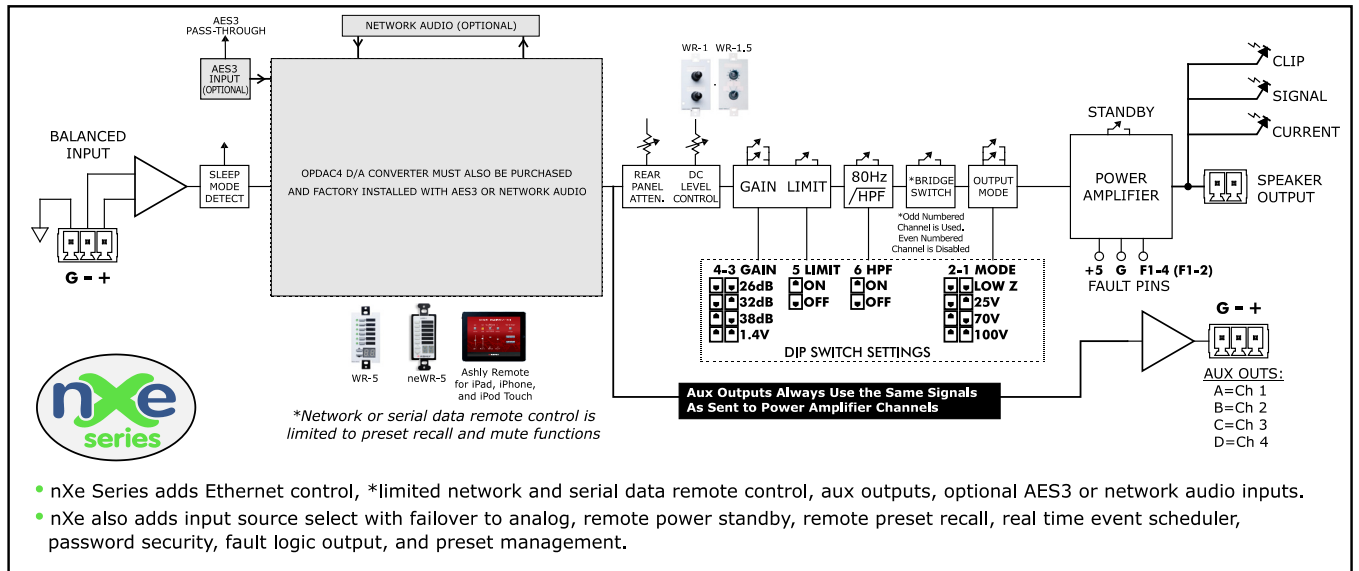 AES3
PASS-THROUGH
NETWORK AUDIO (OPTIONAL)
AES3
INPUT
(OPTIONAL)
WR-1 WR-1.5
CLIP
SIGNAL
CURRENT
STANDBY
BALANCED
INPUT
SLEEP
MODE
DETECT
OPDAC4 D/A CONVERTER MUST ALSO BE PURCHASED
AND FACTORY INSTALLED WITH AES3 OR NETWORK AUDIO
REAR
PANEL
ATTEN.
DC
LEVEL
CONTROL
GAIN LIMIT
80Hz
HPF
*BRIDGE
SWITCH
OUTPUT
MODE
POWER
AMPLIFIER
SPEAKER
OUTPUT
*Odd Numbered
Channel is Used.
Even Numbered
Channel is Disabled
G - +
+5 G F1-4 (F1-2)
FAULT PINS
4-3 GAIN
26dB
32dB
38dB
1.4V
5 LIMIT
ON
OFF
6 HPF
ON
OFF
2-1 MODE
LOW Z
25V
70V
100V
DIP SWITCH SETTINGS
G - +
WR-5
neWR-5
Ashly Remote
for iPad, iPhone,
and iPod Touch
*Network or serial data remote control is
limited to preset recall and mute functions
Aux Outputs Always Use the Same Signals
As Sent to Power Amplifier Channels
AUX OUTS:
A=Ch 1
B=Ch 2
C=Ch 3
D=Ch 4
nXe
series
• nXe Series adds Ethernet control, *limited network and serial data remote control, aux outputs, optional AES3 or network audio inputs.
• nXe also adds input source select with failover to analog, remote power standby, remote preset recall, real time event scheduler,
password security, fault logic output, and preset management.